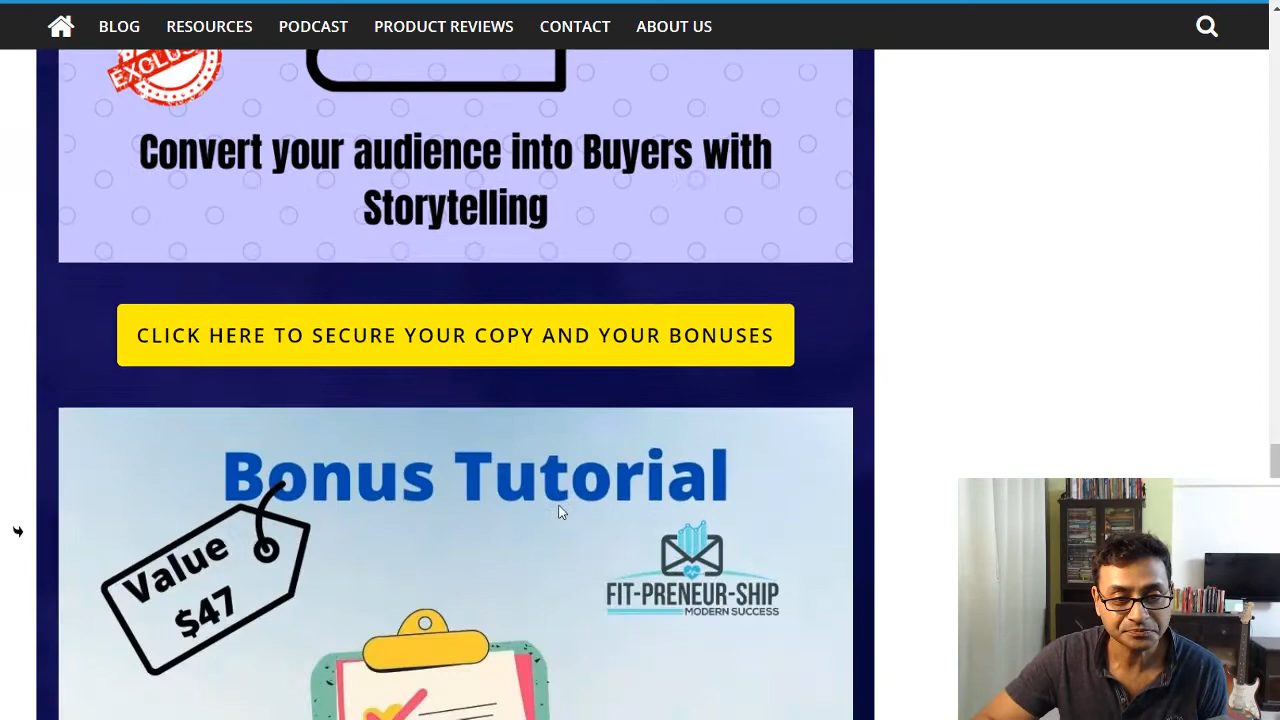 BLOG RESOURCES PODCAST PRODUCT REVIEWS CONTACT ABOUT US
Convert your audience into Buyers with
Storytelling
CLICK HERE TO SECURE YOUR COPY AND YOUR BONUSES
Bonus Tutorial
Value
$47
FIT-PRENEUR-SHIP
MODERN SUCCESS